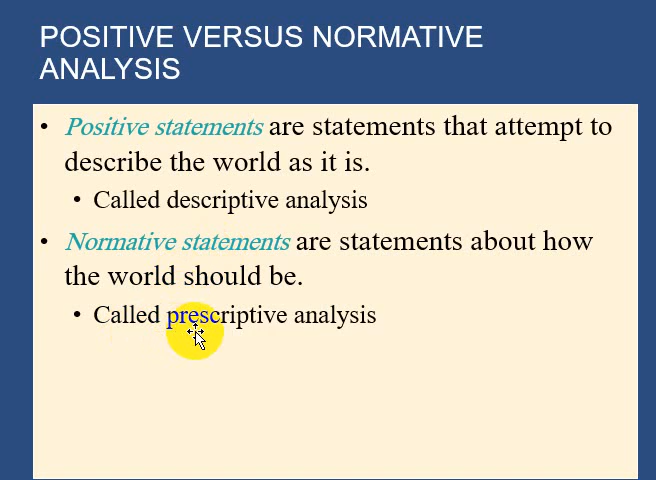 POSITIVE VERSUS NORMATIVE
ANALYSIS
• Positive statements are statements that attempt to
describe the world as it is.
• Called descriptive analysis
• Normative statements are statements about how
the world should be.
• Called prescriptive analysis